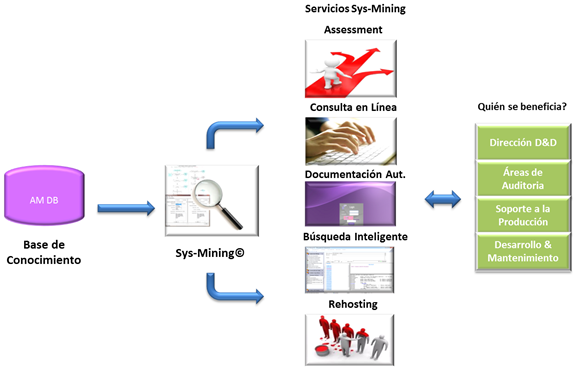 Servicios Sys-Mining
Assessment
Consulta en Línea
Documentación Aut.
Búsqueda Inteligente
Rehosting
AM DB
Base de
Conocimiento
Sys-Mining©
Quién se beneficia?
Dirección D&D
Áreas de
Auditoria
Soporte a la
Producción
Desarrollo &
Mantenimiento